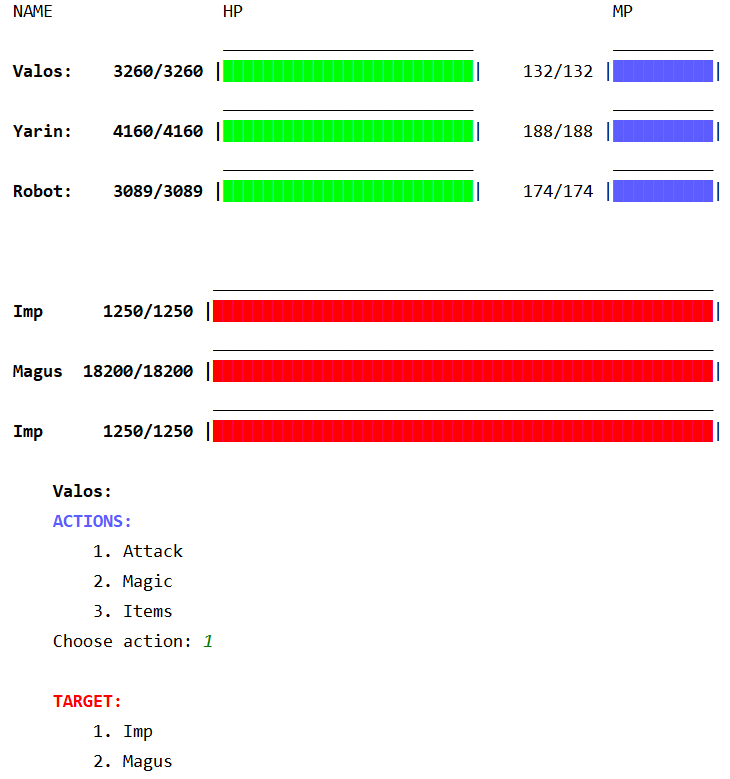 NAME HP MP
Valos: 3260/3260 | | 132/132 | |
Yarin: 4160/4160 | | 188/188 | |
Robot: 3089/3089 | | 174/174 | |
Imp 1250/1250 | |
Magus 18200/18200 | |
Imp 1250/1250 | |
Valos:
ACTIONS:
1. Attack
2. Magic
3. Items
Choose action: 1
TARGET:
1. Imp
2. Magus